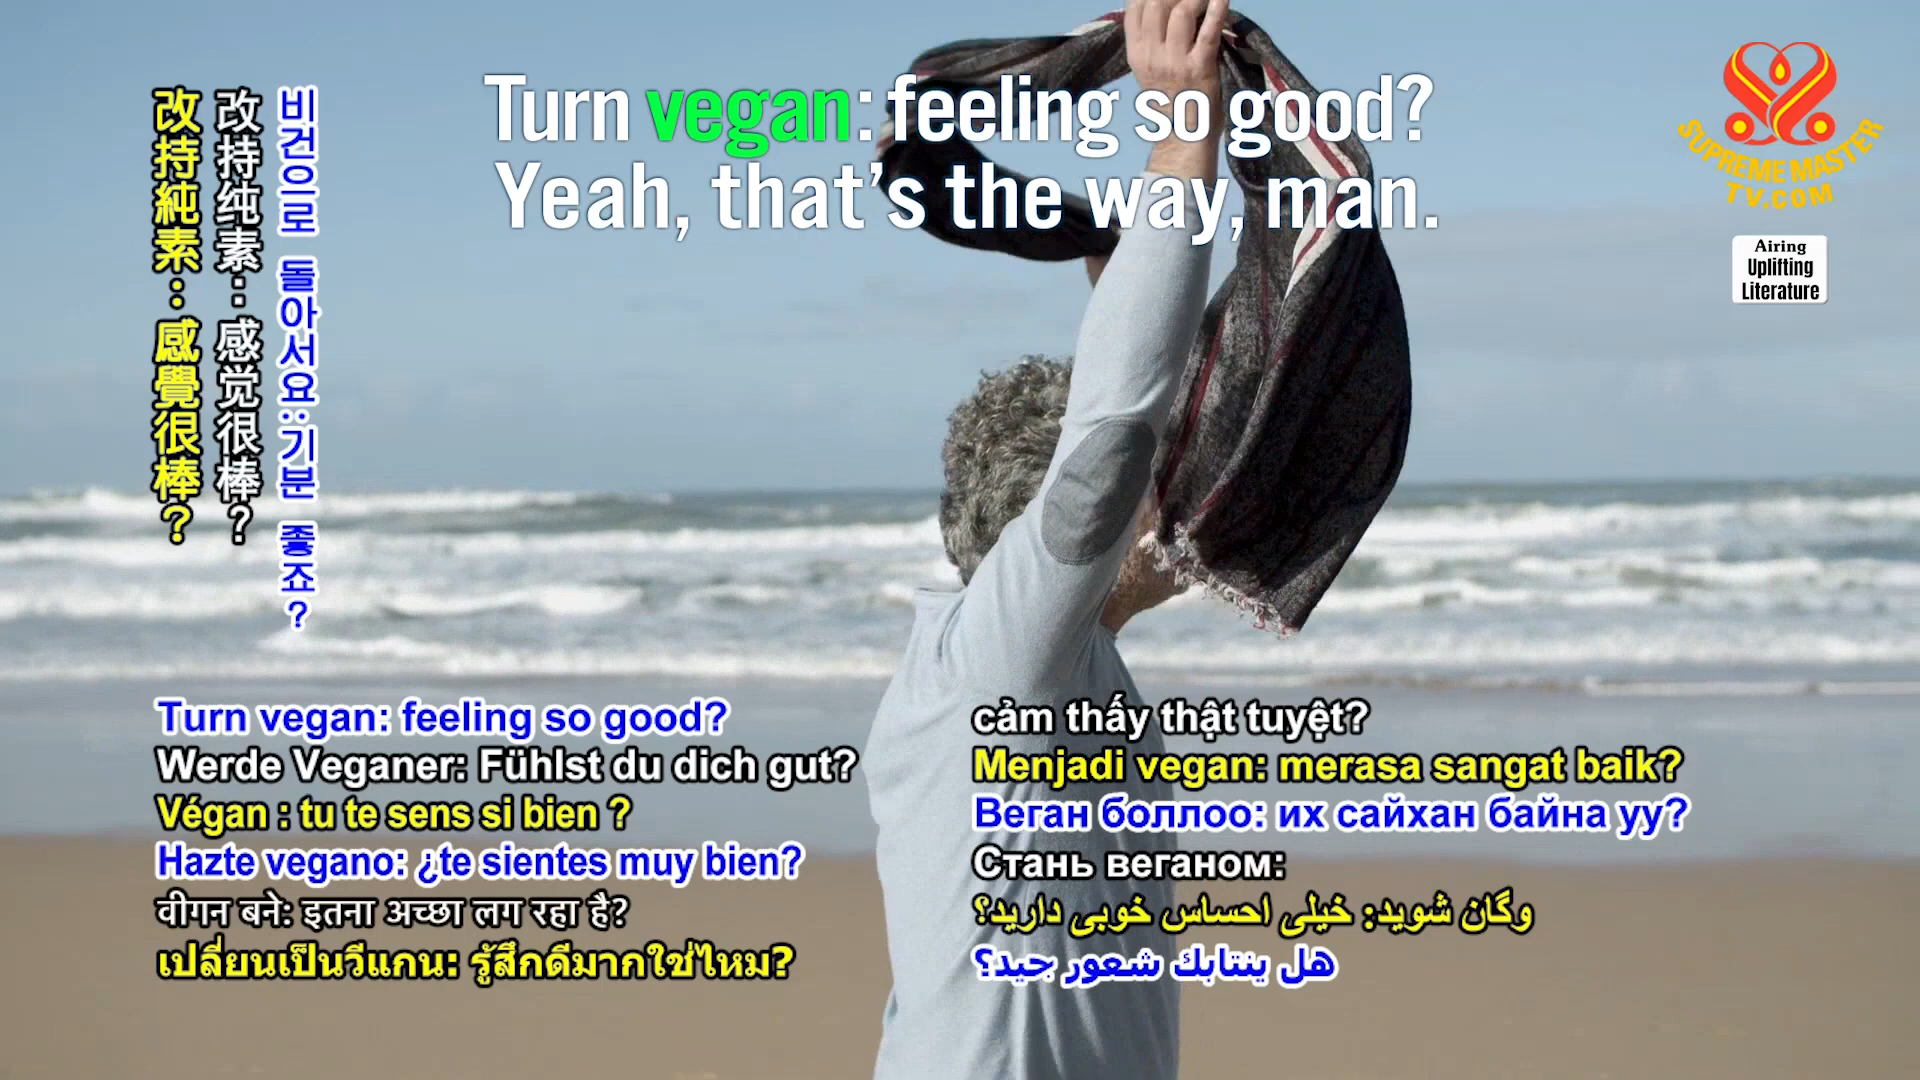 Turn vegan: feeling so good?
Yeah, that's the way, man.
SUPREME MASTER
TV.COM
Airing
Uplifting
Literature
改持純素：感覺很棒？
改持纯素：感觉很棒？
비건으로 돌아서요: 기분 좋죠?
Turn vegan: feeling so good?
Werde Veganer: Fühlst du dich gut?
Végan : tu te sens si bien ?
Hazte vegano: ¿te sientes muy bien?
वीगन बने: इतना अच्छा लग रहा है?
เปลี่ยนเป็นวีแกน: รู้สึกดีมากใช่ไหม?
cảm thấy thật tuyệt?
Menjadi vegan: merasa sangat baik?
Веган боллоо: их сайхан байна уу?
Стань веганом:
وگان شوید: خیلی احساس خوبی دارید؟
هل ينتابك شعور جيد؟